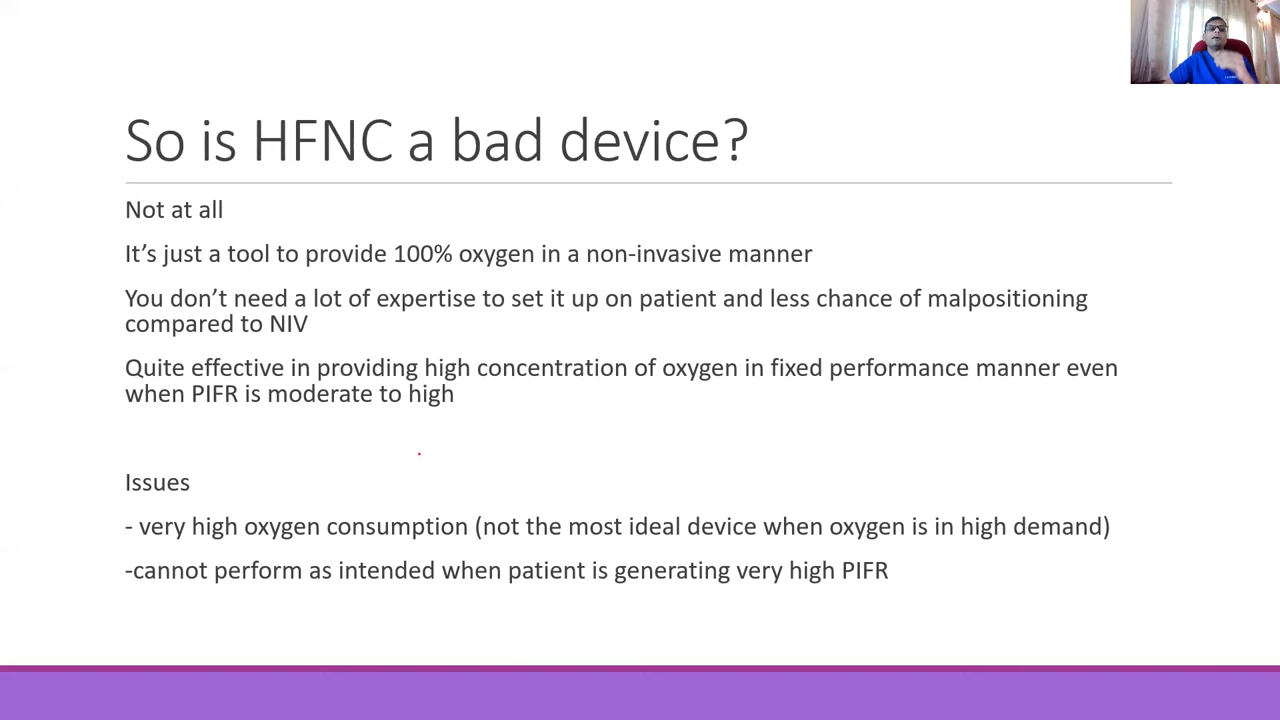 So is HFNC a bad device?
Not at all
It’s just a tool to provide 100% oxygen in a non-invasive manner
You don’t need a lot of expertise to set it up on patient and less chance of malpositioning
compared to NIV
Quite effective in providing high concentration of oxygen in fixed performance manner even
when PIFR is moderate to high
Issues
- very high oxygen consumption (not the most ideal device when oxygen is in high demand)
-cannot perform as intended when patient is generating very high PIFR